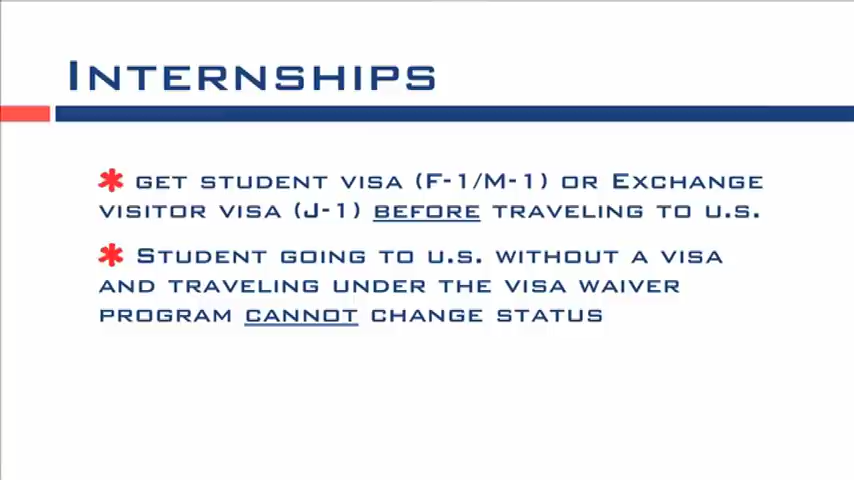 Internships
* get student visa (F-1/M-1) or Exchange
visitor visa (J-1) before traveling to u.s.
* Student going to u.s. without a visa
and traveling under the visa waiver
program cannot change status